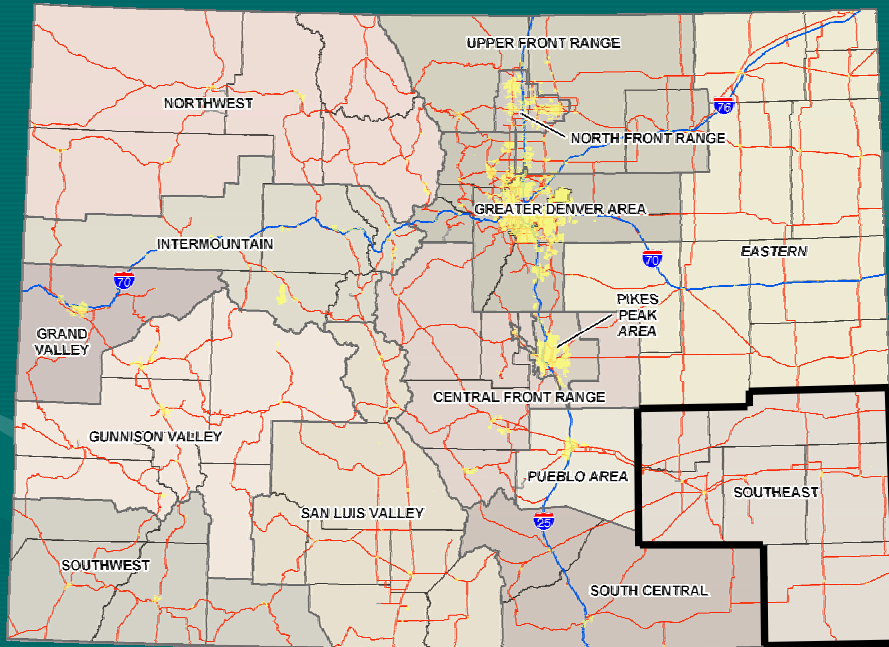 UPPER FRONT RANGE
NORTHWEST
76
NORTH FRONT RANGE
GREATER DENVER AREA
INTERMOUNTAIN
EASTERN
70
70
PIKES
PEAK
AREA
GRAND
VALLEY
CENTRAL FRONT RANGE
GUNNISON VALLEY
PUEBLO AREA
SOUTHEAST
SAN LUIS VALLEY
25
SOUTHWEST
SOUTH CENTRAL